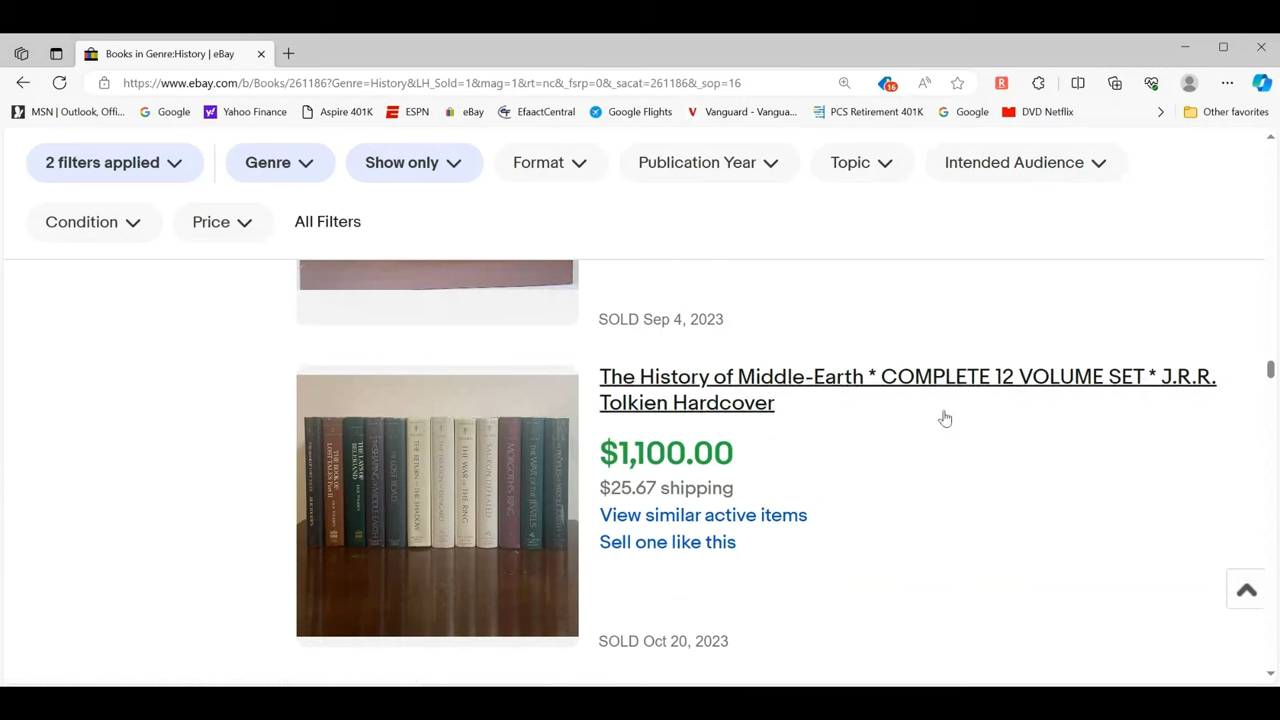 Books in Genre:History | eBay
https://www.ebay.com/b/Books/261186?Genre=History&LH_Sold=1&mag=1&rt=nc&_fsrp=0&_sacat=261186&_sop=16
16
MSN | Outlook, Offi...
Google
Yahoo Finance
Aspire 401K
ESPN
eBay
EfaactCentral
Google Flights
Vanguard - Vangua...
PCS Retirement 401K
Google
DVD Netflix
Other favorites
2 filters applied
Genre
Show only
Format
Publication Year
Topic
Intended Audience
Condition
Price
All Filters
SOLD Sep 4, 2023
The History of Middle-Earth * COMPLETE 12 VOLUME SET * J.R.R.
Tolkien Hardcover
$1,100.00
$25.67 shipping
View similar active items
Sell one like this
SOLD Oct 20, 2023